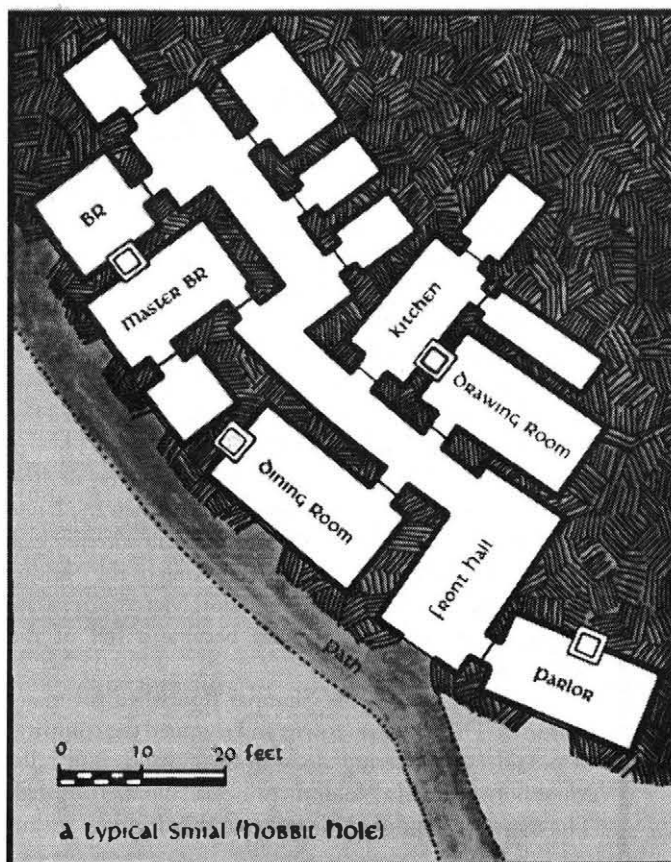 BR
Master BR
Kitchen
Drawing Room
Dining Room
Front Hall
Parlor
path
0 10 20 feet
A Typical Smial (Hobbit Hole)